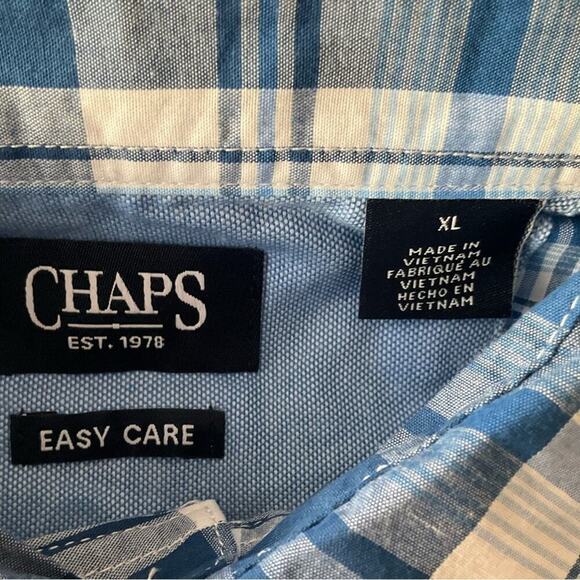 CHAPS
EST. 1978
EASY CARE
XL
MADE IN
VIETNAM
FABRIQUÉ AU
VIETNAM
HECHO EN
VIETNAM